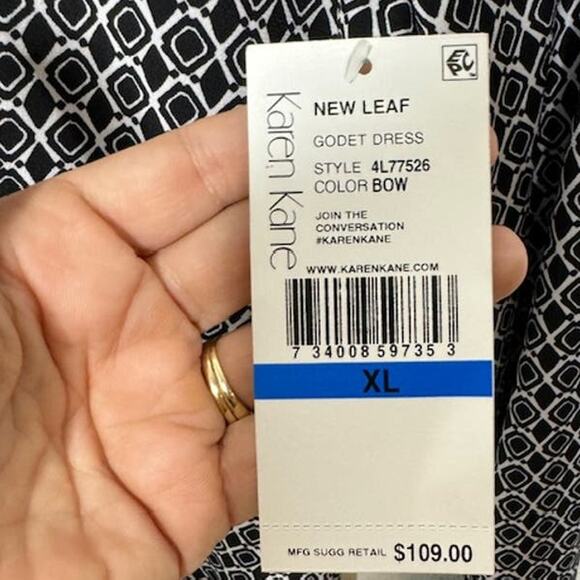 Karen Kane
EPC
NEW LEAF
GODET DRESS
STYLE 4L77526
COLOR BOW
JOIN THE
CONVERSATION
#KARENKANE
WWW.KARENKANE.COM
7 34008 59735 3
XL
MFG SUGG RETAIL $109.00